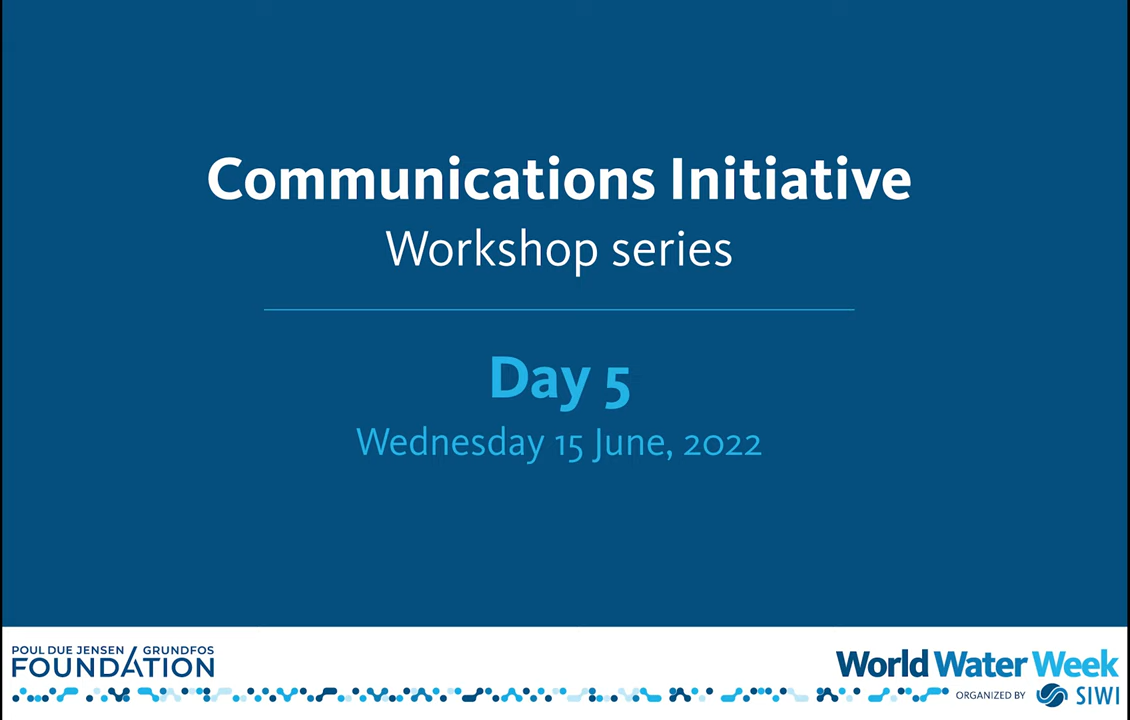 Communications Initiative
Workshop series
Day 5
Wednesday 15 June, 2022
POUL DUE JENSEN / GRUNDFOS
FOUNDATION
World Water Week
ORGANIZED BY SIWI